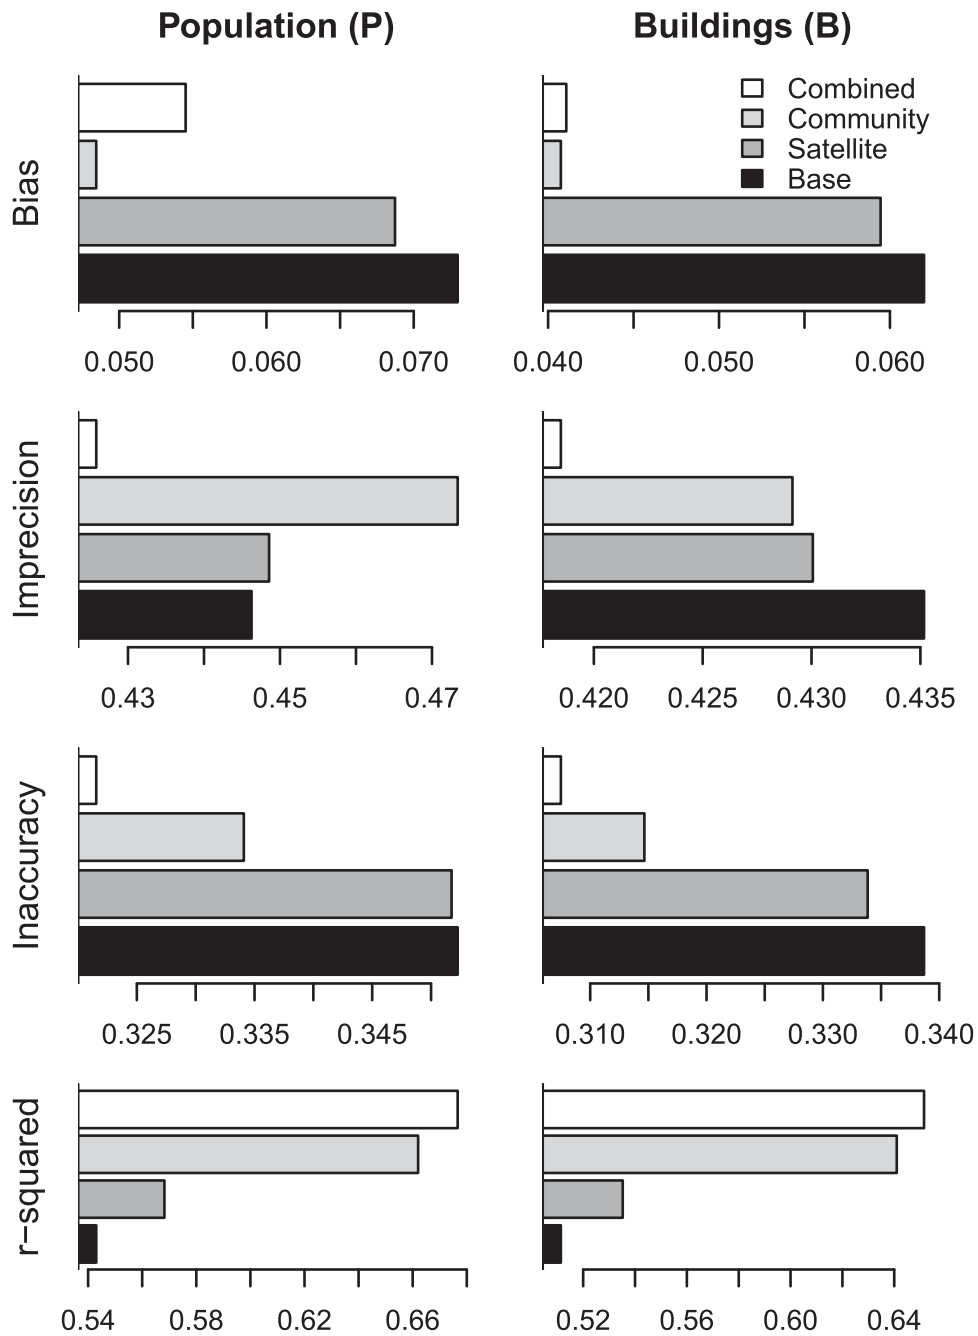 Population (P)
Buildings (B)
Combined
Community
Satellite
Base
Bias
0.050 0.060 0.070
0.040 0.050 0.060
Imprecision
0.43 0.45 0.47
0.420 0.425 0.430 0.435
Inaccuracy
0.325 0.335 0.345
0.310 0.320 0.330 0.340
r−squared
0.54 0.58 0.62 0.66
0.52 0.56 0.60 0.64